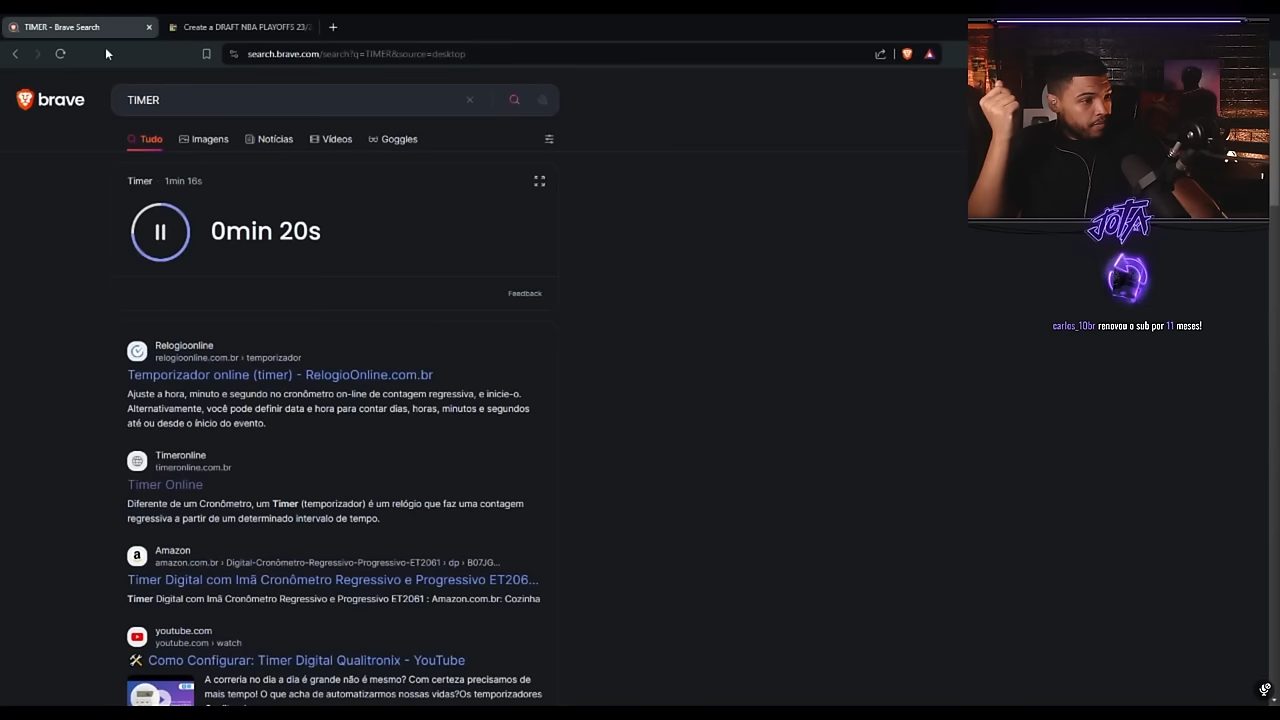 TIMER - Brave Search
Create a DRAFT NBA PLAYOFFS 23/
search.brave.com/search?q=TIMER&source=desktop
brave
TIMER
Tudo
Imagens
Notícias
Vídeos
Goggles
Timer 1min 16s
0min 20s
Feedback
Relogioonline
relogioonline.com.br › temporizador
Temporizador online (timer) - RelogioOnline.com.br
Ajuste a hora, minuto e segundo no cronômetro on-line de contagem regressiva, e inicie-o.
Alternativamente, você pode definir data e hora para contar dias, horas, minutos e segundos
até ou desde o início do evento.
Timeronline
timeronline.com.br
Timer Online
Diferente de um Cronômetro, um Timer (temporizador) é um relógio que faz uma contagem
regressiva a partir de um determinado intervalo de tempo.
Amazon
amazon.com.br › Digital-Cronômetro-Regressivo-Progressivo-ET2061 › dp › B07JG...
Timer Digital com Imã Cronômetro Regressivo e Progressivo ET206...
Timer Digital com Imã Cronômetro Regressivo e Progressivo ET2061 : Amazon.com.br: Cozinha
youtube.com
youtube.com › watch
🛠 Como Configurar: Timer Digital Qualitronix - YouTube
A correria no dia a dia é grande não é mesmo? Com certeza precisamos de
mais tempo! O que acha de automatizarmos nossas vidas?Os temporizadores
JOTA
carlos_10br renovou o sub por 11 meses!